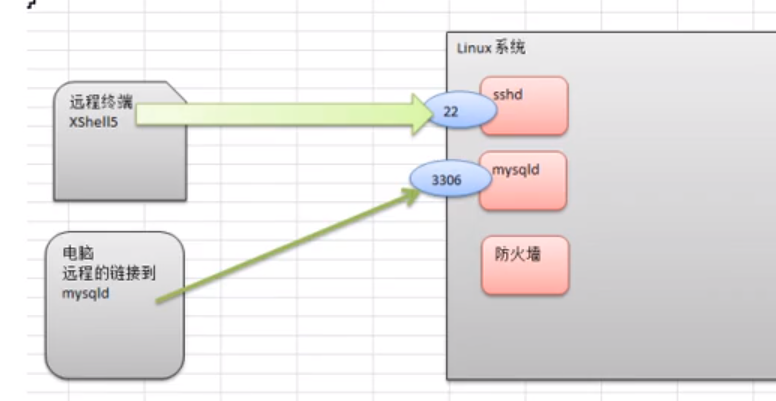 远程终端
XShell5
电脑
远程的链接到
mysqld
Linux 系统
22
sshd
3306
mysqld
防火墙